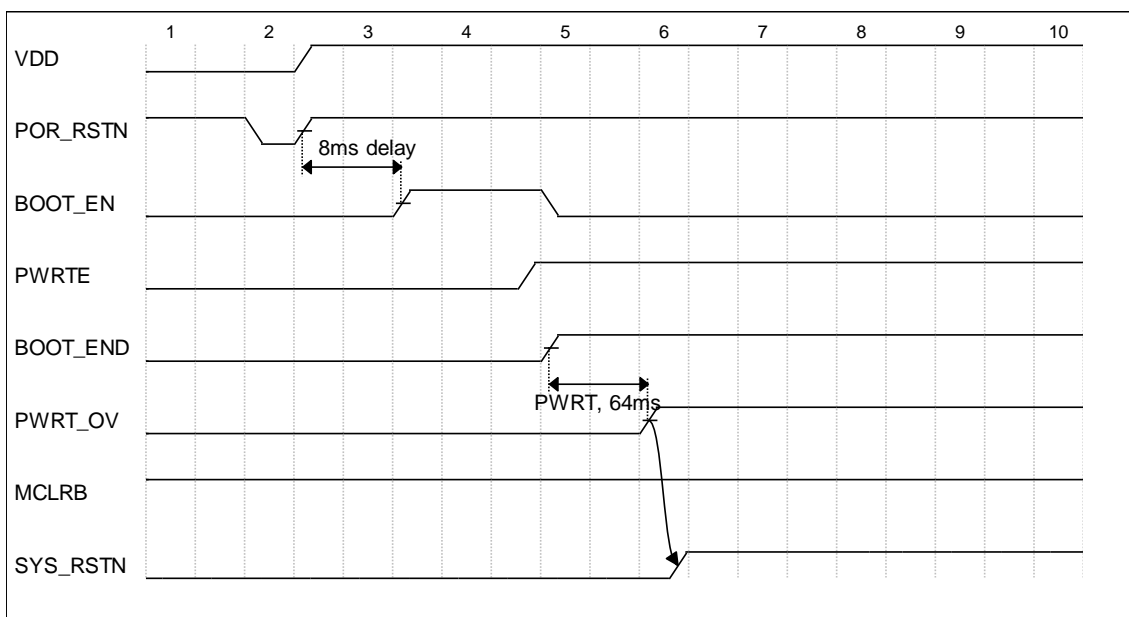 1 2 3 4 5 6 7 8 9 10
VDD
POR_RSTN
8ms delay
BOOT_EN
PWRTE
BOOT_END
PWRT, 64ms
PWRT_OV
MCLRB
SYS_RSTN